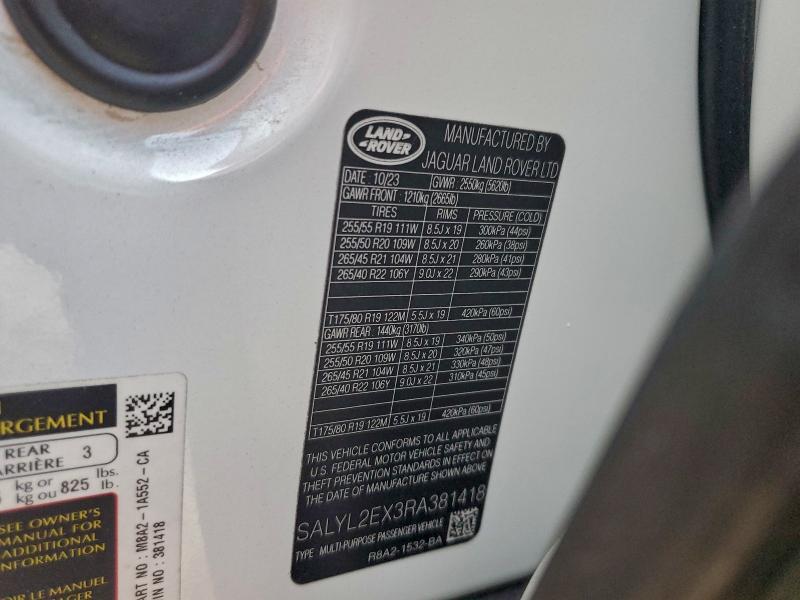 LAND ROVER
MANUFACTURED BY
JAGUAR LAND ROVER LTD
DATE : 10/23 GVWR : 2550kg (5620lb)
GAWR FRONT : 1210kg (2665lb)
TIRES RIMS PRESSURE (COLD)
255/55 R19 111W 8.5J x 19 300kPa (44psi)
255/50 R20 109W 8.5J x 20 260kPa (38psi)
265/45 R21 104W 8.5J x 21 280kPa (41psi)
265/40 R22 106Y 9.0J x 22 290kPa (43psi)
T175/80 R19 122M 5.5J x 19 420kPa (60psi)
GAWR REAR : 1440kg (3170lb)
255/55 R19 111W 8.5J x 19 340kPa (50psi)
255/50 R20 109W 8.5J x 20 320kPa (47psi)
265/45 R21 104W 8.5J x 21 330kPa (48psi)
265/40 R22 106Y 9.0J x 22 310kPa (45psi)
T175/80 R19 122M 5.5J x 19 420kPa (60psi)
THIS VEHICLE CONFORMS TO ALL APPLICABLE
U.S. FEDERAL MOTOR VEHICLE SAFETY AND
THEFT PREVENTION STANDARDS IN EFFECT ON
THE DATE OF MANUFACTURE SHOWN ABOVE
SALYL2EX3RA381418
TYPE MULTI-PURPOSE PASSENGER VEHICLE
R8A2-1532-BA
RGEMENT
REAR
ARRIÈRE 3
kg or lbs.
kg ou 825 lb.
SEE OWNER'S
MANUAL FOR
ADDITIONAL
INFORMATION
OIR LE MANUEL
PART NO : M8A2-1A552-CA
VIN NO : 381418